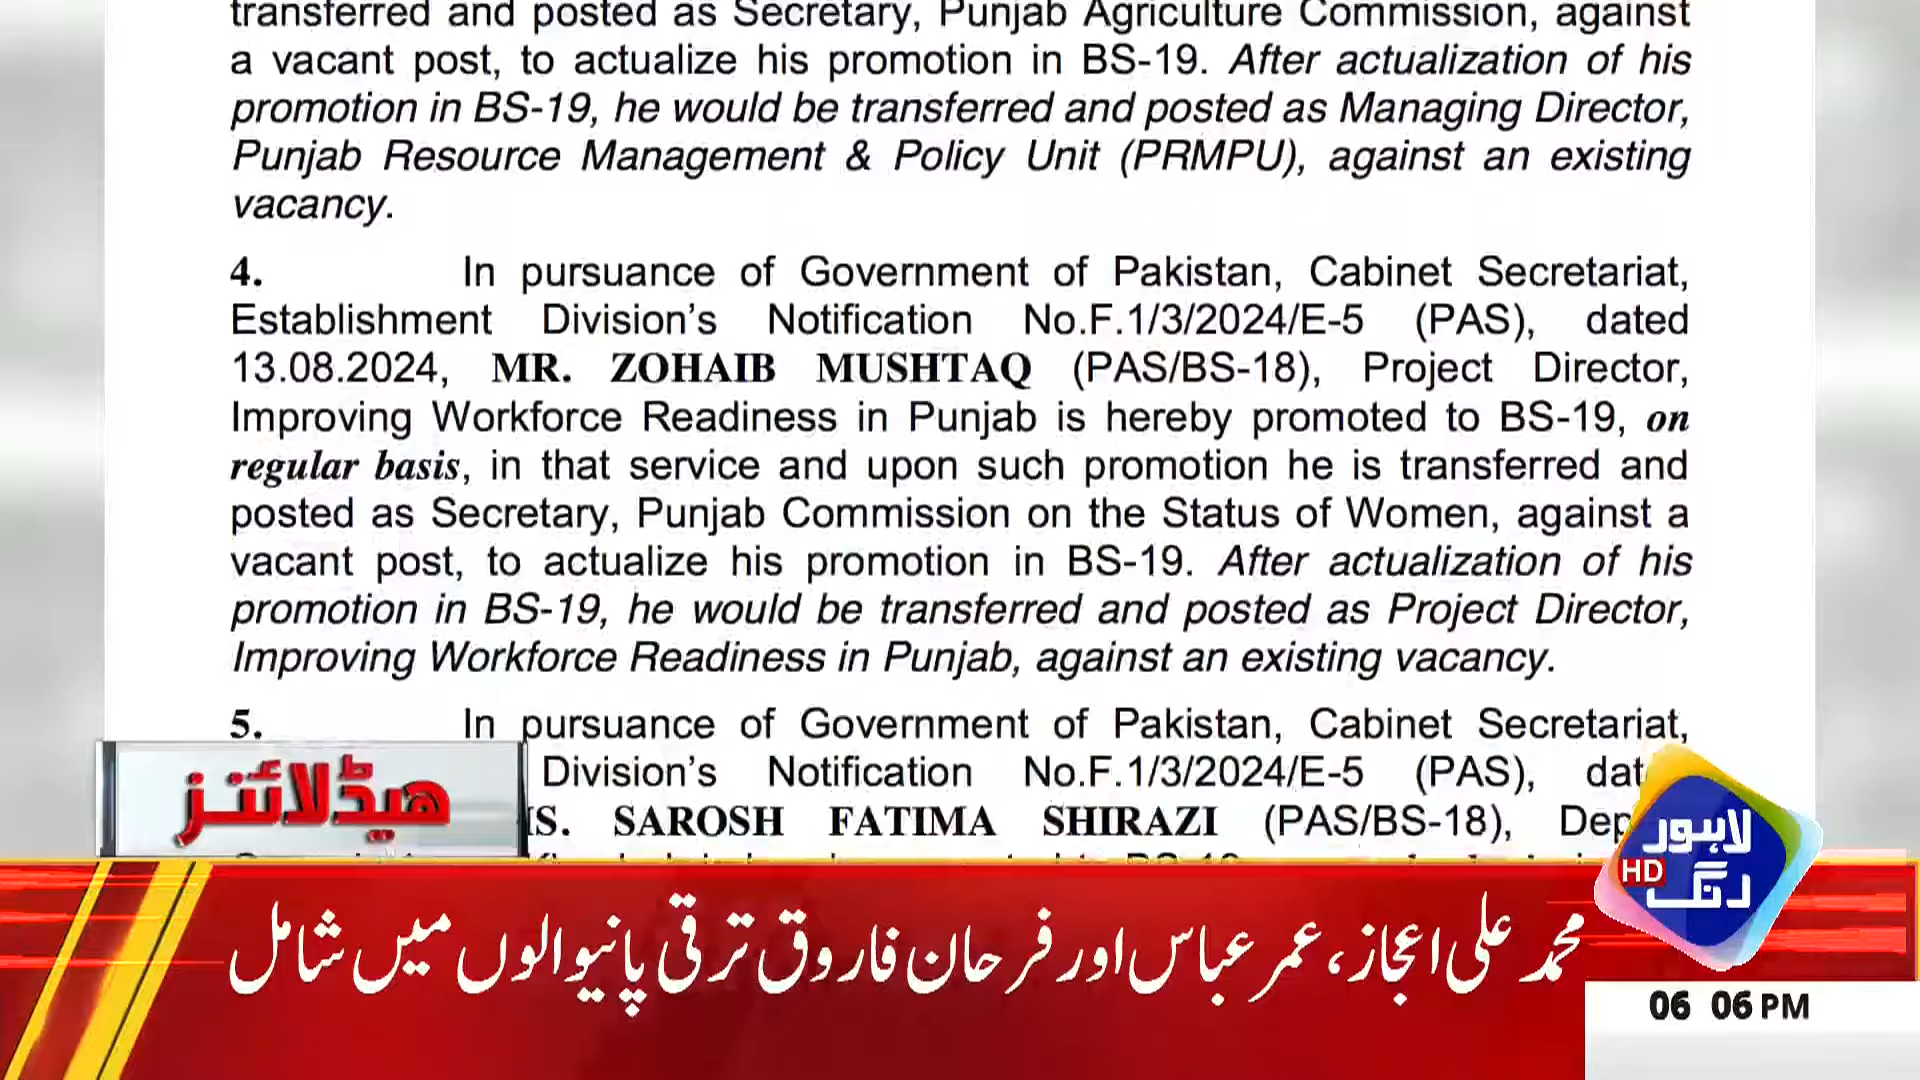 transferred and posted as Secretary, Punjab Agriculture Commission, against
a vacant post, to actualize his promotion in BS-19. After actualization of his
promotion in BS-19, he would be transferred and posted as Managing Director,
Punjab Resource Management & Policy Unit (PRMPU), against an existing
vacancy.
4. In pursuance of Government of Pakistan, Cabinet Secretariat,
Establishment Division’s Notification No.F.1/3/2024/E-5 (PAS), dated
13.08.2024, MR. ZOHAIB MUSHTAQ (PAS/BS-18), Project Director,
Improving Workforce Readiness in Punjab is hereby promoted to BS-19, on
regular basis, in that service and upon such promotion he is transferred and
posted as Secretary, Punjab Commission on the Status of Women, against a
vacant post, to actualize his promotion in BS-19. After actualization of his
promotion in BS-19, he would be transferred and posted as Project Director,
Improving Workforce Readiness in Punjab, against an existing vacancy.
5. In pursuance of Government of Pakistan, Cabinet Secretariat,
Division’s Notification No.F.1/3/2024/E-5 (PAS),
SAROSH FATIMA SHIRAZI (PAS/BS-18),
ہیڈلائنز
لاہور
رنگ
HD
محمد علی اعجاز، عمر عباس اور فرحان فاروق ترقی پانیوالوں میں شامل
06 06 PM